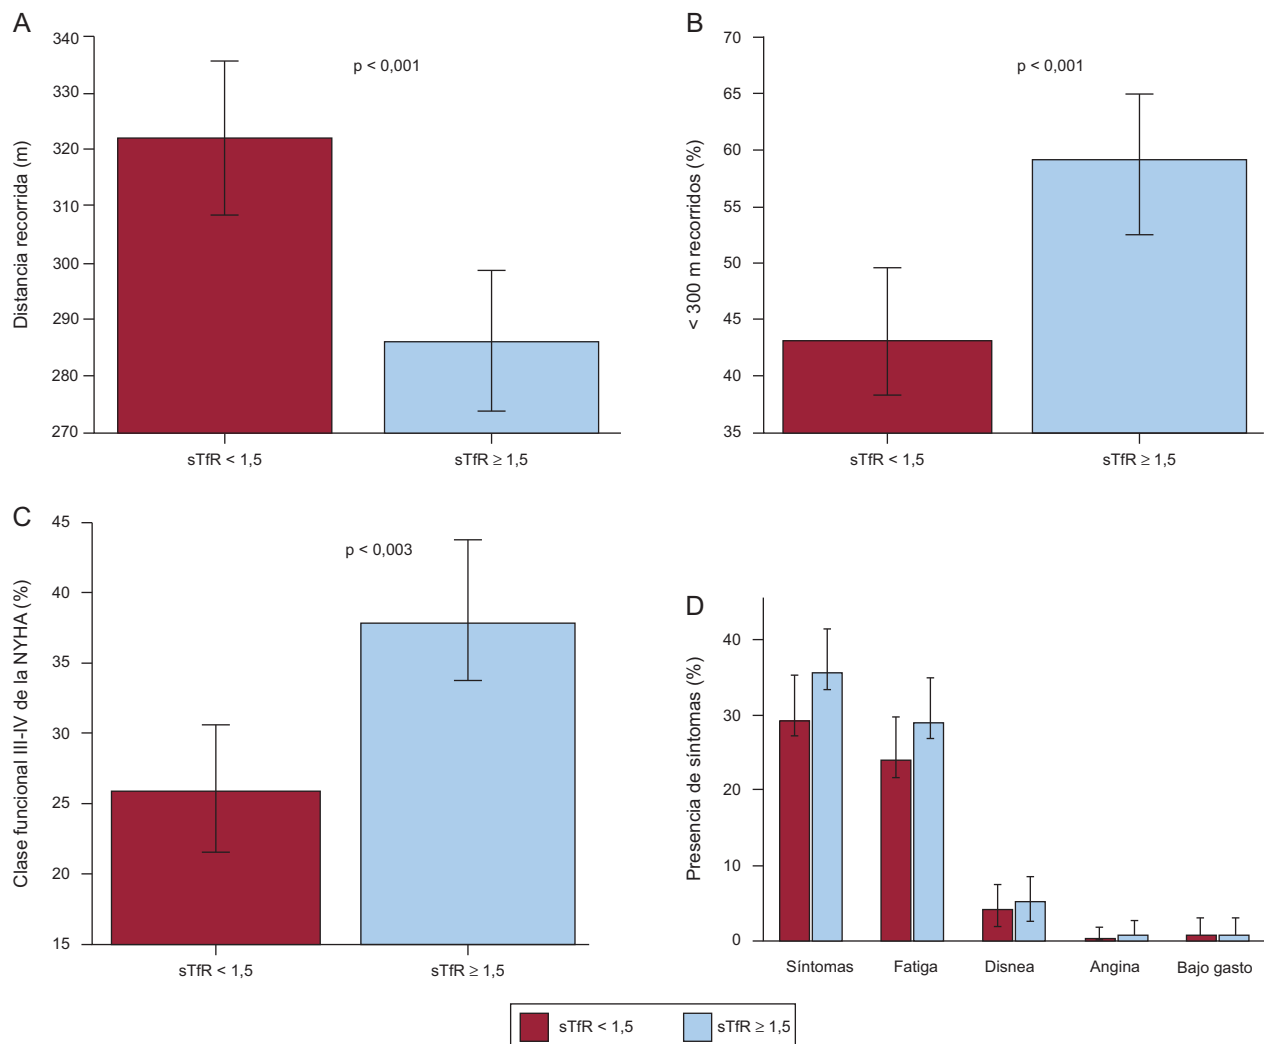 A
340
330
320
310
300
290
280
270
Distancia recorrida (m)
p < 0,001
sTfR < 1,5
sTfR ≥ 1,5
B
70
65
60
55
50
45
40
35
< 300 m recorridos (%)
p < 0,001
sTfR < 1,5
sTfR ≥ 1,5
C
45
40
35
30
25
20
15
Clase funcional III-IV de la NYHA (%)
p < 0,003
sTfR < 1,5
sTfR ≥ 1,5
D
40
30
20
10
0
Presencia de síntomas (%)
Síntomas
Fatiga
Disnea
Angina
Bajo gasto
sTfR < 1,5
sTfR ≥ 1,5